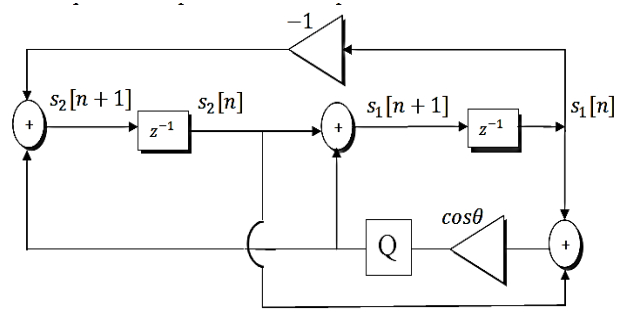 −1
+
s₂[n + 1]
z⁻¹
s₂[n]
+
s₁[n + 1]
z⁻¹
s₁[n]
Q
cosθ
+